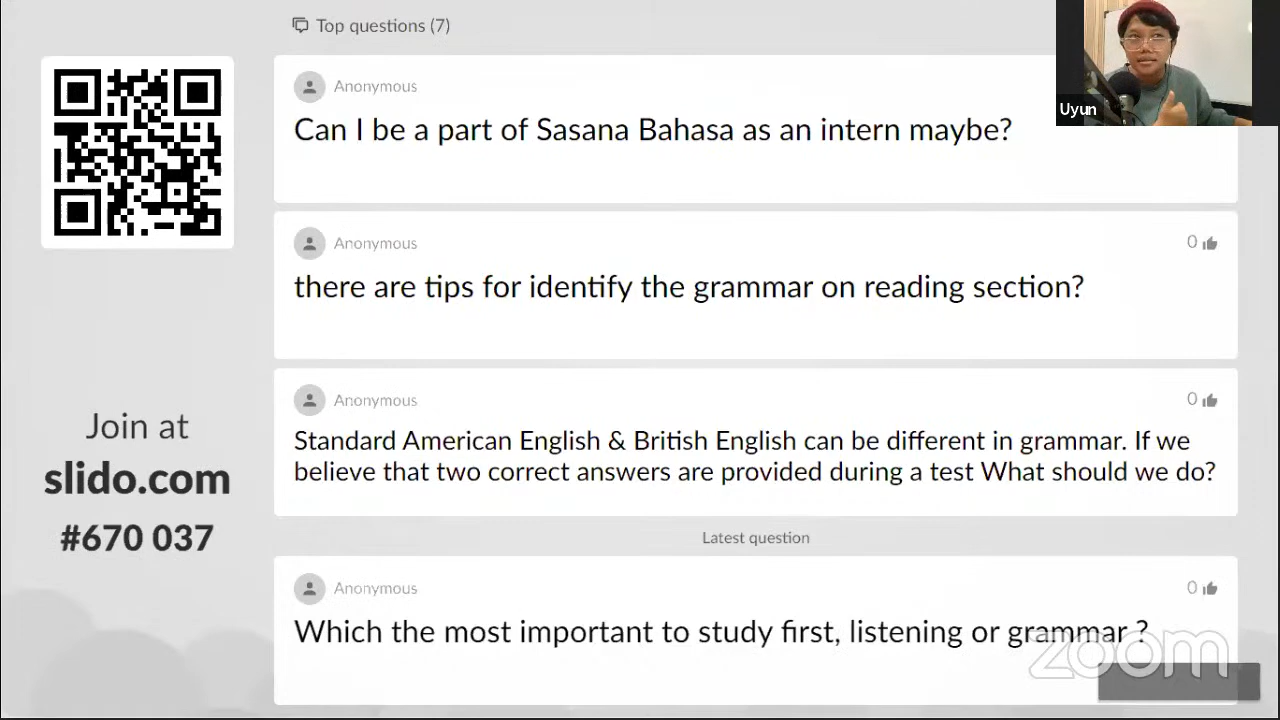 Top questions (7)
Anonymous
Can I be a part of Sasana Bahasa as an intern maybe?
Uyun
Anonymous
0
there are tips for identify the grammar on reading section?
Anonymous
0
Standard American English & British English can be different in grammar. If we
believe that two correct answers are provided during a test What should we do?
Join at
slido.com
#670 037
Latest question
Anonymous
0
Which the most important to study first, listening or grammar ?
zoom